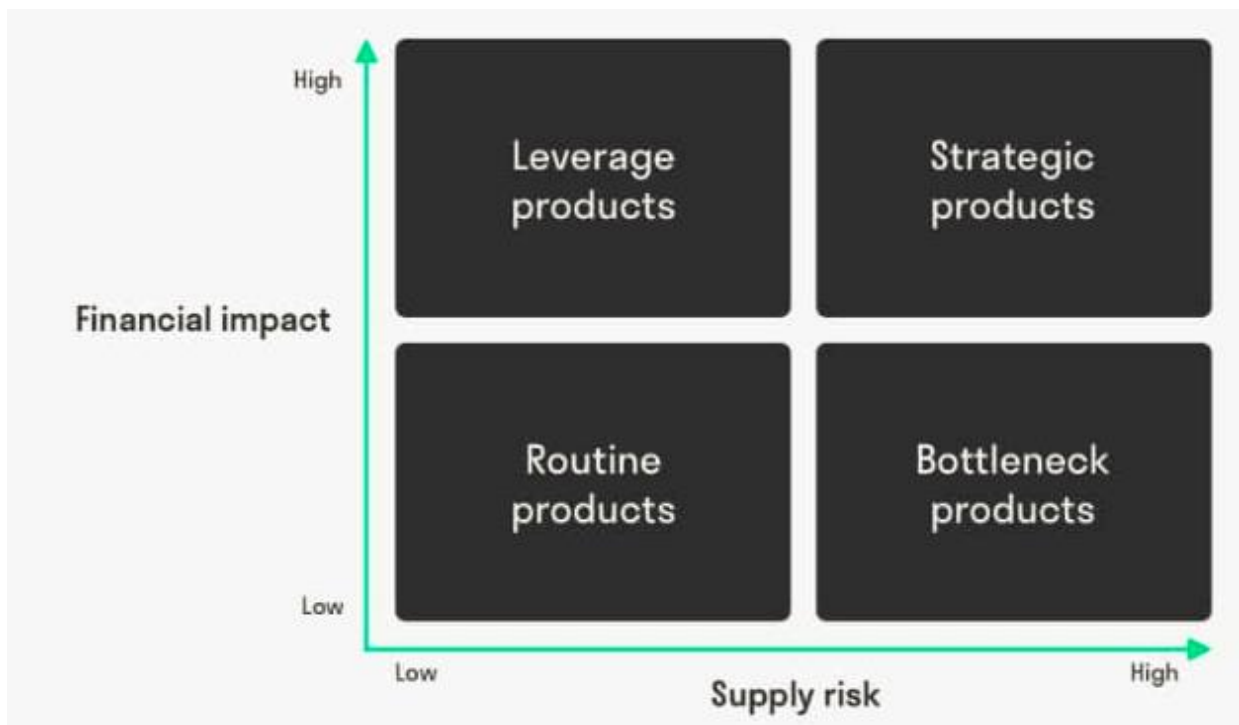 High
Leverage
products
Strategic
products
Financial impact
Routine
products
Bottleneck
products
Low
Low
High
Supply risk